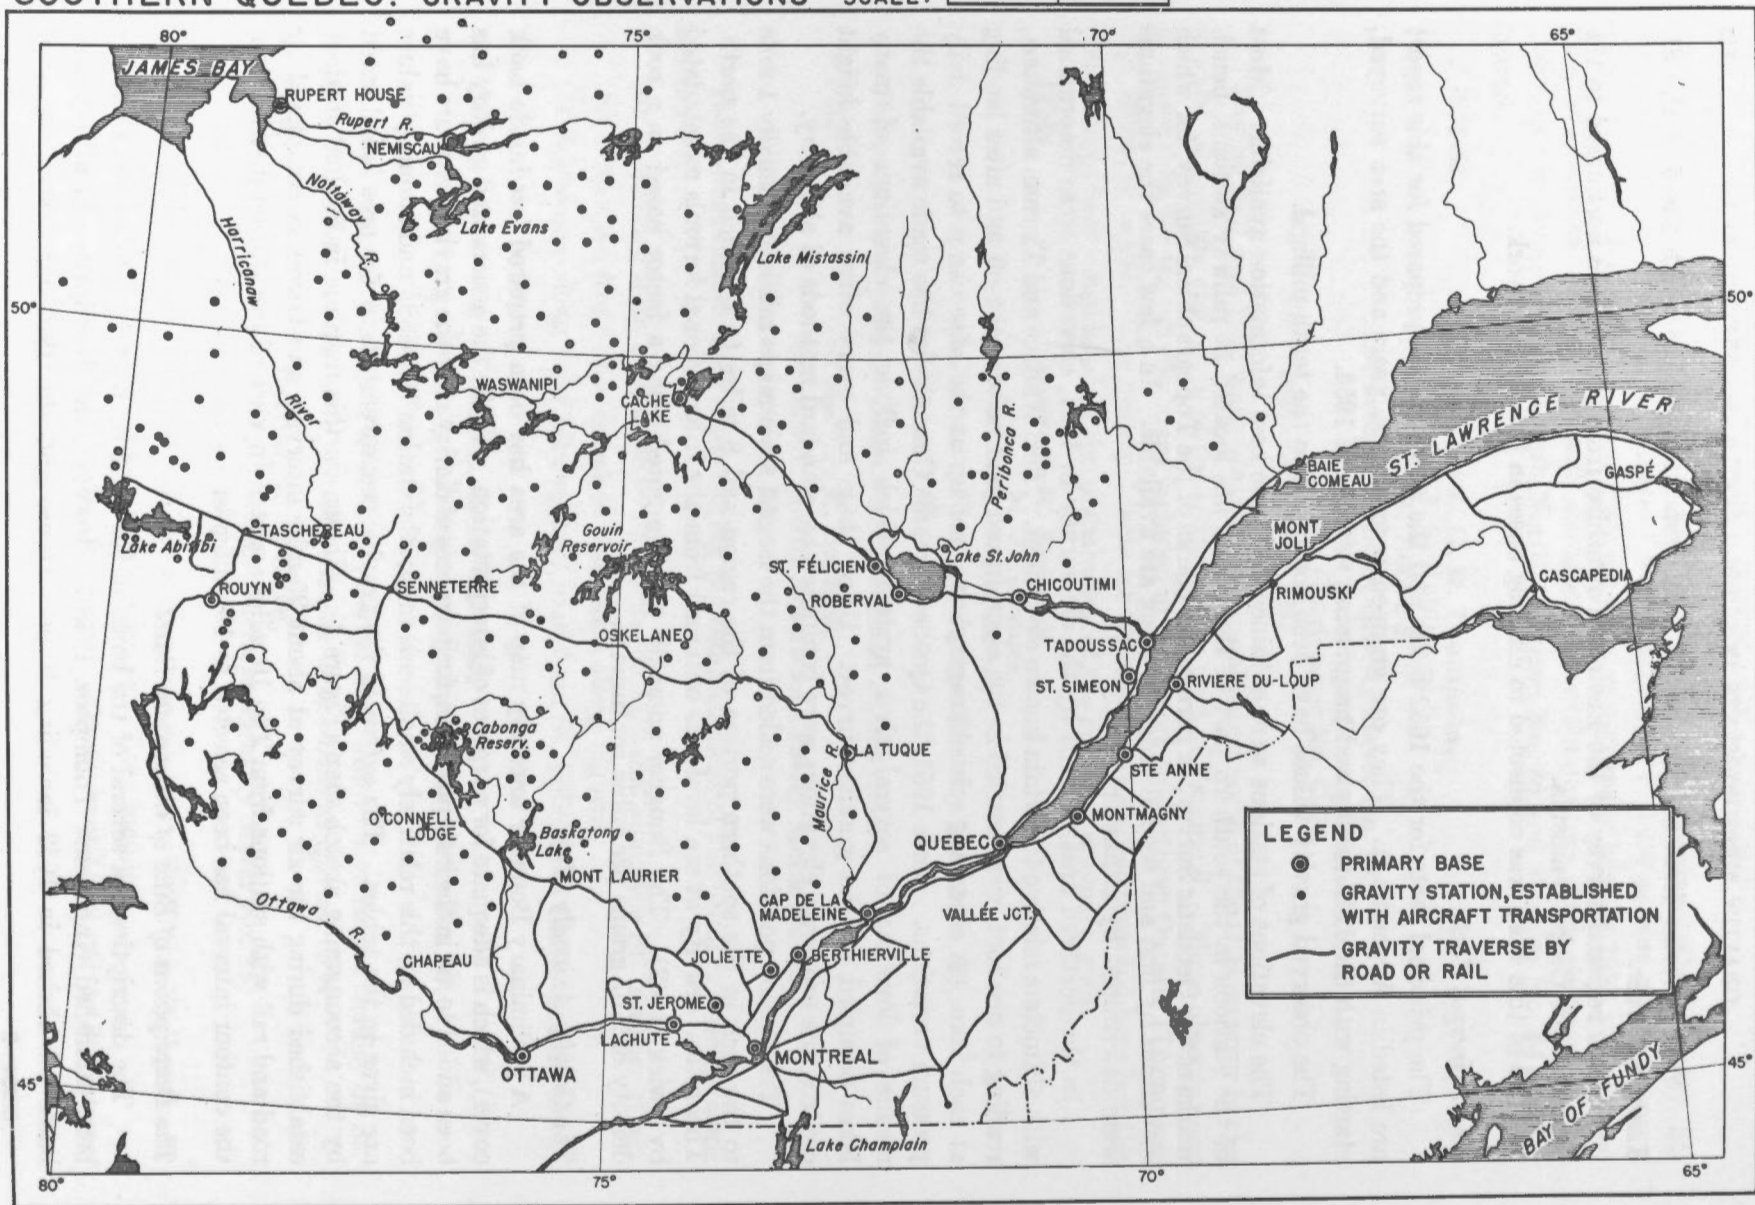 SOUTHERN QUEBEC: GRAVITY OBSERVATIONS SCALE:
80°
75°
70°
65°
JAMES BAY
RUPERT HOUSE
Rupert R.
NEMISCAU
Nottaway R.
Harricanaw River
Lake Evans
Lake Mistassini
50°
50°
WASWANIPI
CACHE
LAKE
Peribonca R.
ST. LAWRENCE RIVER
BAIE
COMEAU
GASPÉ
TASCHEREAU
Lake Abitibi
Gouin
Reservoir
MONT
JOLI
Lake St. John
ST. FÉLICIEN
CHICOUTIMI
CASCAPEDIA
ROUYN
SENNETERRE
ROBERVAL
RIMOUSKI
OSKELANEO
TADOUSSAC
ST. SIMEON
RIVIERE DU-LOUP
Cabonga
Reserv.
LA TUQUE
STE ANNE
Maurice R.
O'CONNELL
LODGE
Baskatong
Lake
MONTMAGNY
QUEBEC
MONT LAURIER
CAP DE LA
MADELEINE
VALLÉE JCT.
Ottawa R.
CHAPEAU
JOLIETTE
BERTHIERVILLE
ST. JEROME
LACHUTE
MONTREAL
OTTAWA
45°
45°
Lake Champlain
BAY OF FUNDY
LEGEND
PRIMARY BASE
GRAVITY STATION, ESTABLISHED
WITH AIRCRAFT TRANSPORTATION
GRAVITY TRAVERSE BY
ROAD OR RAIL
80°
75°
70°
65°